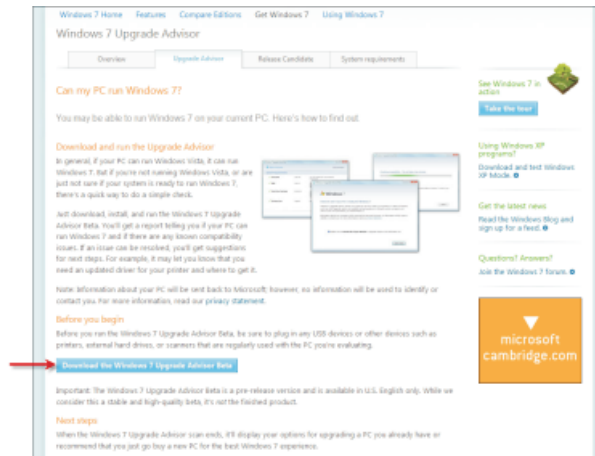 Windows 7 Home Features Compare Editions Get Windows 7 Using Windows 7
Windows 7 Upgrade Advisor
Overview Upgrade Advisor Release Candidate System requirements
Can my PC run Windows 7?
You may be able to run Windows 7 on your current PC. Here's how to find out.
Download and run the Upgrade Advisor
In general, if your PC can run Windows Vista, it can run
Windows 7. But if you're not running Windows Vista, or are
just not sure if your system is ready to run Windows 7,
there's a quick way to do a simple check.
Just download, install, and run the Windows 7 Upgrade
Advisor Beta. You'll get a report telling you if your PC can
run Windows 7 and if there are any known compatibility
issues. If an issue can be resolved, you'll get suggestions
for next steps. For example, it may let you know that you
need an updated driver for your printer and where to get it.
Note: Information about your PC will be sent back to Microsoft; however, no information will be used to identify or
contact you. For more information, read our privacy statement.
Before you begin
Before you run the Windows 7 Upgrade Advisor Beta, be sure to plug in any USB devices or other devices such as
printers, external hard drives, or scanners that are regularly used with the PC you're evaluating.
Download the Windows 7 Upgrade Advisor Beta
Important: The Windows 7 Upgrade Advisor Beta is a pre-release version and is available in U.S. English only. While we
consider this a stable and high-quality beta, it's not the finished product.
Next steps
When the Windows 7 Upgrade Advisor scan ends, it'll display your options for upgrading a PC you already have or
recommend that you just go buy a new PC for the best Windows 7 experience.
See Windows 7 in
action
Take the tour
Using Windows XP
programs?
Download and test Windows
XP Mode.
Get the latest news
Read the Windows Blog and
sign up for a feed.
Questions? Answers?
Join the Windows 7 forum.
microsoft
cambridge.com